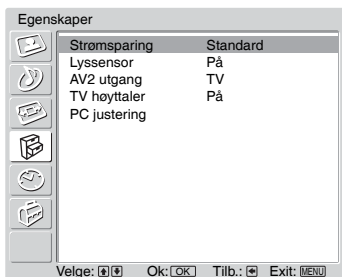 Egenskaper
Strømsparing Standard
Lyssensor På
AV2 utgang TV
TV høyttaler På
PC justering
Velge: Ok: OK Tilb.: Exit: MENU